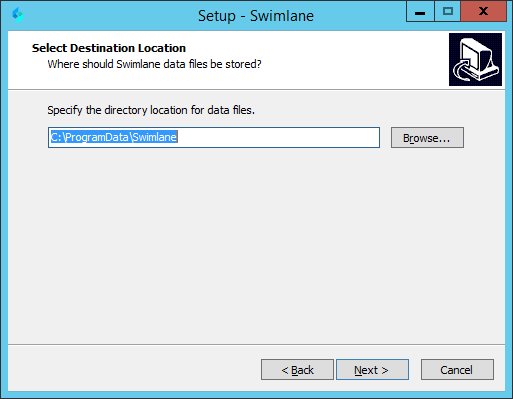 Setup - Swimlane
Select Destination Location
Where should Swimlane data files be stored?
Specify the directory location for data files.
C:\ProgramData\Swimlane
Browse...
< Back
Next >
Cancel